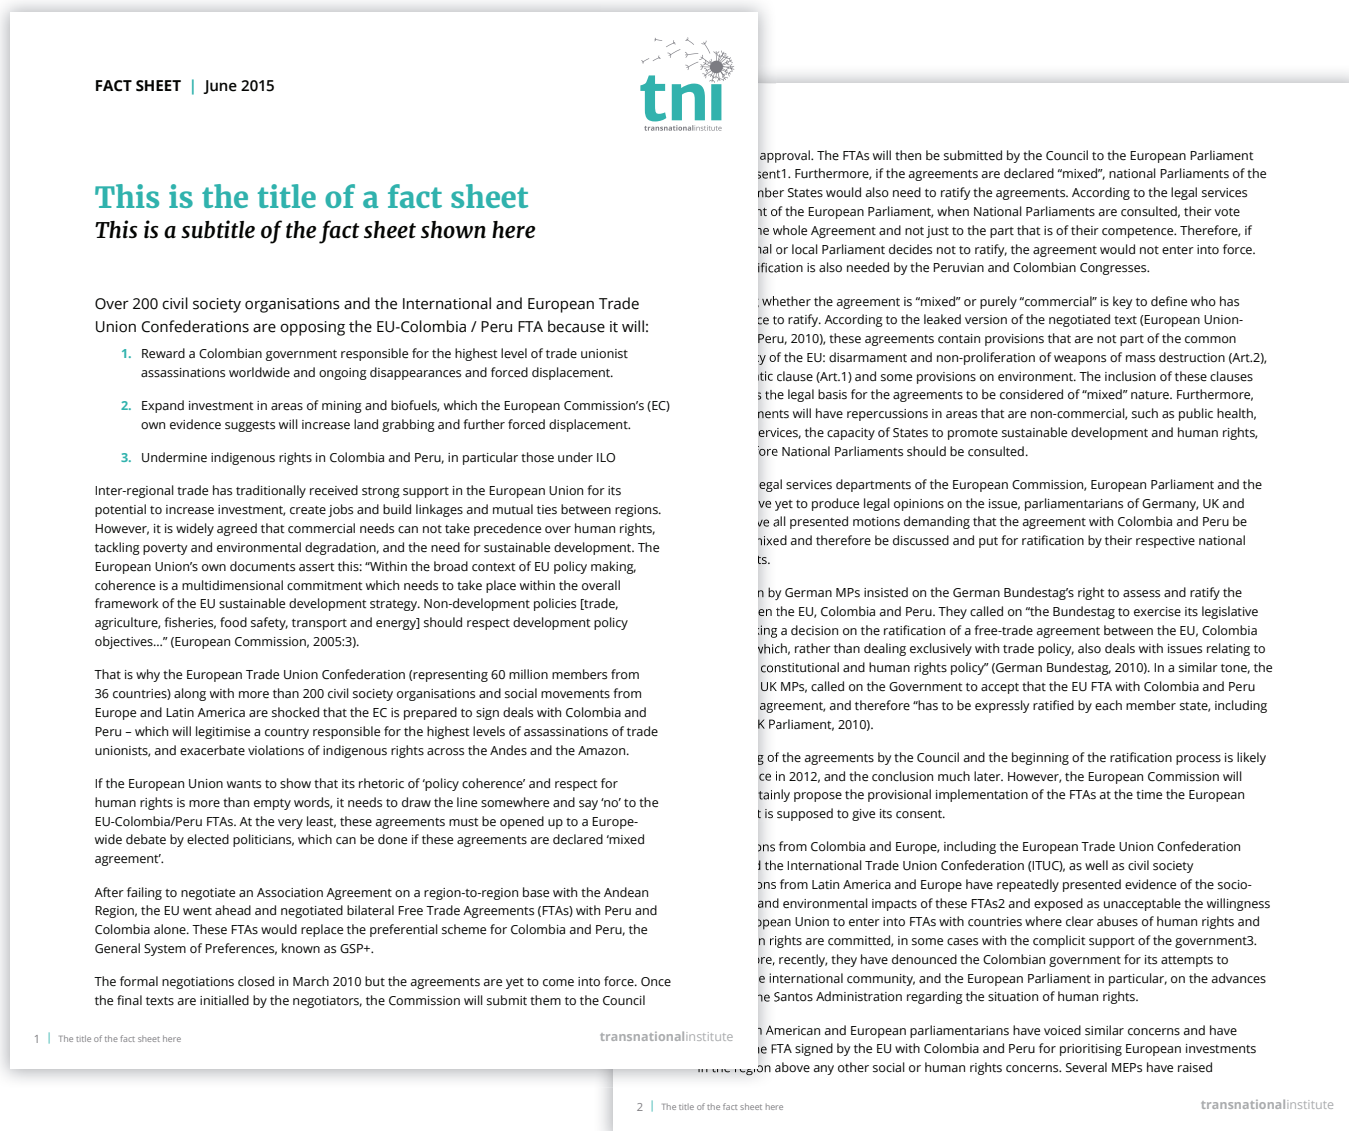 FACT SHEET | June 2015
tni
transnationalinstitute
This is the title of a fact sheet
This is a subtitle of the fact sheet shown here
Over 200 civil society organisations and the International and European Trade
Union Confederations are opposing the EU-Colombia / Peru FTA because it will:
1. Reward a Colombian government responsible for the highest level of trade unionist
assassinations worldwide and ongoing disappearances and forced displacement.
2. Expand investment in areas of mining and biofuels, which the European Commission’s (EC)
own evidence suggests will increase land grabbing and further forced displacement.
3. Undermine indigenous rights in Colombia and Peru, in particular those under ILO
Inter-regional trade has traditionally received strong support in the European Union for its
potential to increase investment, create jobs and build linkages and mutual ties between regions.
However, it is widely agreed that commercial needs can not take precedence over human rights,
tackling poverty and environmental degradation, and the need for sustainable development. The
European Union’s own documents assert this: “Within the broad context of EU policy making,
coherence is a multidimensional commitment which needs to take place within the overall
framework of the EU sustainable development strategy. Non-development policies [trade,
agriculture, fisheries, food safety, transport and energy] should respect development policy
objectives…” (European Commission, 2005:3).
That is why the European Trade Union Confederation (representing 60 million members from
36 countries) along with more than 200 civil society organisations and social movements from
Europe and Latin America are shocked that the EC is prepared to sign deals with Colombia and
Peru – which will legitimise a country responsible for the highest levels of assassinations of trade
unionists, and exacerbate violations of indigenous rights across the Andes and the Amazon.
If the European Union wants to show that its rhetoric of ‘policy coherence’ and respect for
human rights is more than empty words, it needs to draw the line somewhere and say ‘no’ to the
EU-Colombia/Peru FTAs. At the very least, these agreements must be opened up to a Europe-
wide debate by elected politicians, which can be done if these agreements are declared ‘mixed
agreement’.
After failing to negotiate an Association Agreement on a region-to-region base with the Andean
Region, the EU went ahead and negotiated bilateral Free Trade Agreements (FTAs) with Peru and
Colombia alone. These FTAs would replace the preferential scheme for Colombia and Peru, the
General System of Preferences, known as GSP+.
The formal negotiations closed in March 2010 but the agreements are yet to come into force. Once
the final texts are initialled by the negotiators, the Commission will submit them to the Council
1 | The title of the fact sheet here
transnationalinstitute
approval. The FTAs will then be submitted by the Council to the European Parliament
sent1. Furthermore, if the agreements are declared “mixed”, national Parliaments of the
nber States would also need to ratify the agreements. According to the legal services
nt of the European Parliament, when National Parliaments are consulted, their vote
he whole Agreement and not just to the part that is of their competence. Therefore, if
nal or local Parliament decides not to ratify, the agreement would not enter into force.
ification is also needed by the Peruvian and Colombian Congresses.
whether the agreement is “mixed” or purely “commercial” is key to define who has
ce to ratify. According to the leaked version of the negotiated text (European Union-
Peru, 2010), these agreements contain provisions that are not part of the common
y of the EU: disarmament and non-proliferation of weapons of mass destruction (Art.2),
tic clause (Art.1) and some provisions on environment. The inclusion of these clauses
s the legal basis for the agreements to be considered of “mixed” nature. Furthermore,
nents will have repercussions in areas that are non-commercial, such as public health,
ervices, the capacity of States to promote sustainable development and human rights,
ore National Parliaments should be consulted.
egal services departments of the European Commission, European Parliament and the
ve yet to produce legal opinions on the issue, parliamentarians of Germany, UK and
ve all presented motions demanding that the agreement with Colombia and Peru be
nixed and therefore be discussed and put for ratification by their respective national
ts.
n by German MPs insisted on the German Bundestag’s right to assess and ratify the
en the EU, Colombia and Peru. They called on “the Bundestag to exercise its legislative
king a decision on the ratification of a free-trade agreement between the EU, Colombia
which, rather than dealing exclusively with trade policy, also deals with issues relating to
constitutional and human rights policy” (German Bundestag, 2010). In a similar tone, the
UK MPs, called on the Government to accept that the EU FTA with Colombia and Peru
agreement, and therefore “has to be expressly ratified by each member state, including
K Parliament, 2010).
g of the agreements by the Council and the beginning of the ratification process is likely
ce in 2012, and the conclusion much later. However, the European Commission will
tainly propose the provisional implementation of the FTAs at the time the European
t is supposed to give its consent.
ons from Colombia and Europe, including the European Trade Union Confederation
d the International Trade Union Confederation (ITUC), as well as civil society
ons from Latin America and Europe have repeatedly presented evidence of the socio-
and environmental impacts of these FTAs2 and exposed as unacceptable the willingness
opean Union to enter into FTAs with countries where clear abuses of human rights and
n rights are committed, in some cases with the complicit support of the government3.
ore, recently, they have denounced the Colombian government for its attempts to
e international community, and the European Parliament in particular, on the advances
he Santos Administration regarding the situation of human rights.
n American and European parliamentarians have voiced similar concerns and have
e FTA signed by the EU with Colombia and Peru for prioritising European investments
in the region above any other social or human rights concerns. Several MEPs have raised
2 | The title of the fact sheet here
transnationalinstitute